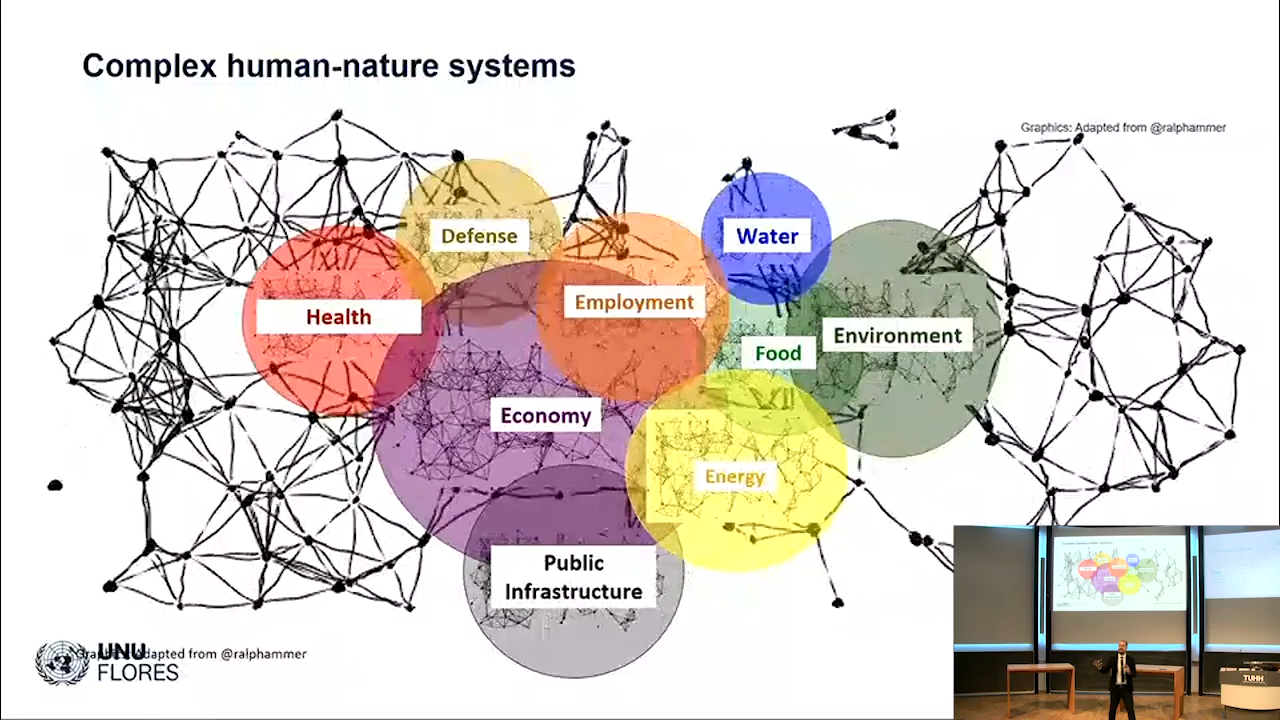 Complex human-nature systems
Graphics: Adapted from @ralphammer
Defense
Water
Employment
Health
Environment
Food
Economy
Energy
Public
Infrastructure
UNU
FLORES
Graphics: Adapted from @ralphammer
TUHH